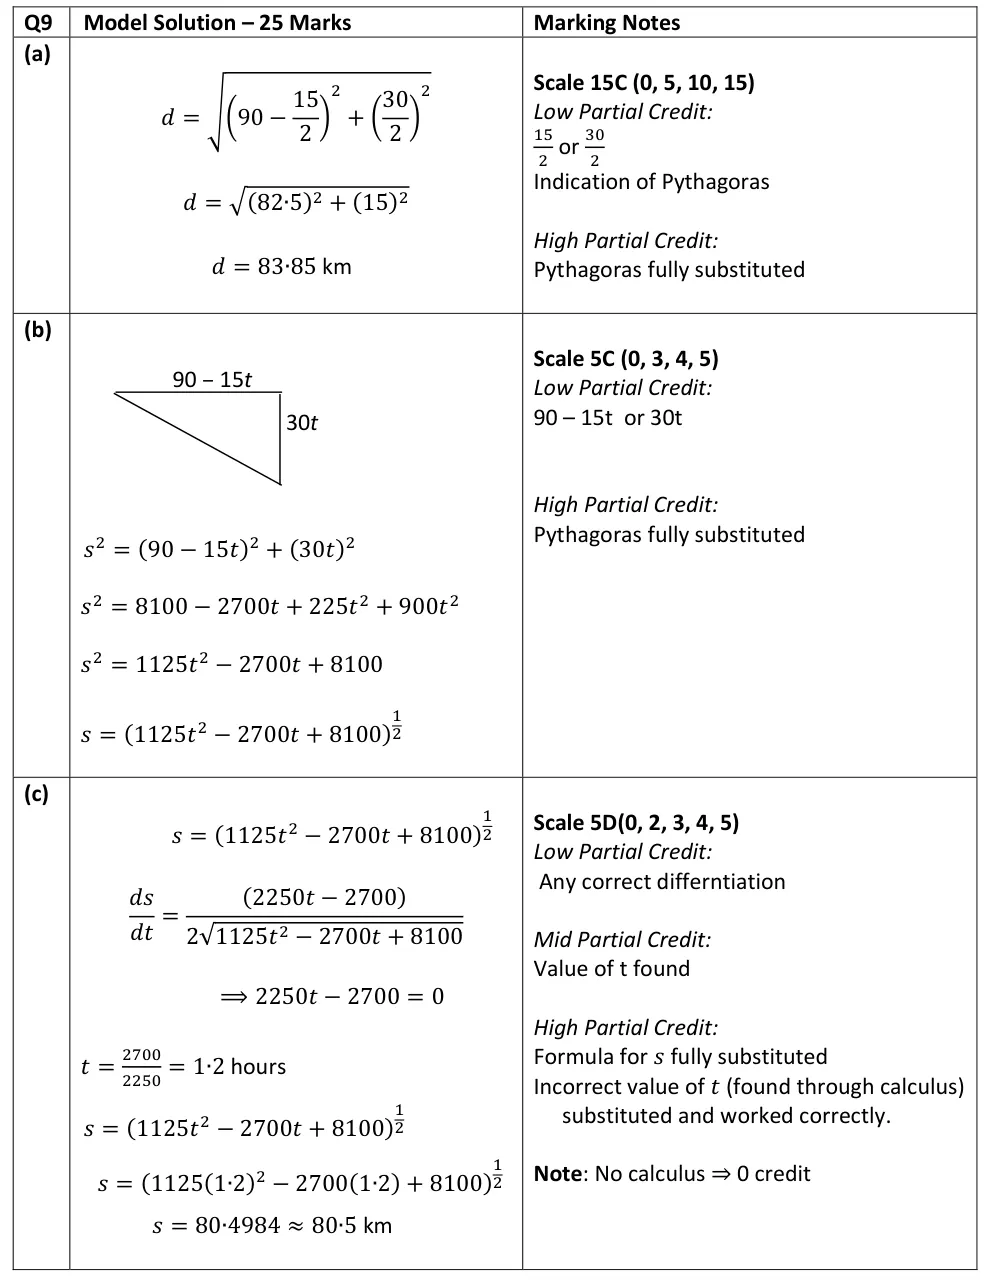 Q9 Model Solution – 25 Marks Marking Notes
(a)
d = √((90 − 15/2)² + (30/2)²)
d = √((82·5)² + (15)²)
d = 83·85 km
Scale 15C (0, 5, 10, 15)
Low Partial Credit:
15/2 or 30/2
Indication of Pythagoras
High Partial Credit:
Pythagoras fully substituted
(b)
90 – 15t
30t
s² = (90 − 15t)² + (30t)²
s² = 8100 − 2700t + 225t² + 900t²
s² = 1125t² − 2700t + 8100
s = (1125t² − 2700t + 8100)^(1/2)
Scale 5C (0, 3, 4, 5)
Low Partial Credit:
90 – 15t or 30t
High Partial Credit:
Pythagoras fully substituted
(c)
s = (1125t² − 2700t + 8100)^(1/2)
ds/dt = (2250t − 2700)/(2√(1125t² − 2700t + 8100))
⟹ 2250t − 2700 = 0
t = 2700/2250 = 1·2 hours
s = (1125t² − 2700t + 8100)^(1/2)
s = (1125(1·2)² − 2700(1·2) + 8100)^(1/2)
s = 80·4984 ≈ 80·5 km
Scale 5D(0, 2, 3, 4, 5)
Low Partial Credit:
Any correct differntiation
Mid Partial Credit:
Value of t found
High Partial Credit:
Formula for s fully substituted
Incorrect value of t (found through calculus)
substituted and worked correctly.
Note: No calculus ⇒ 0 credit